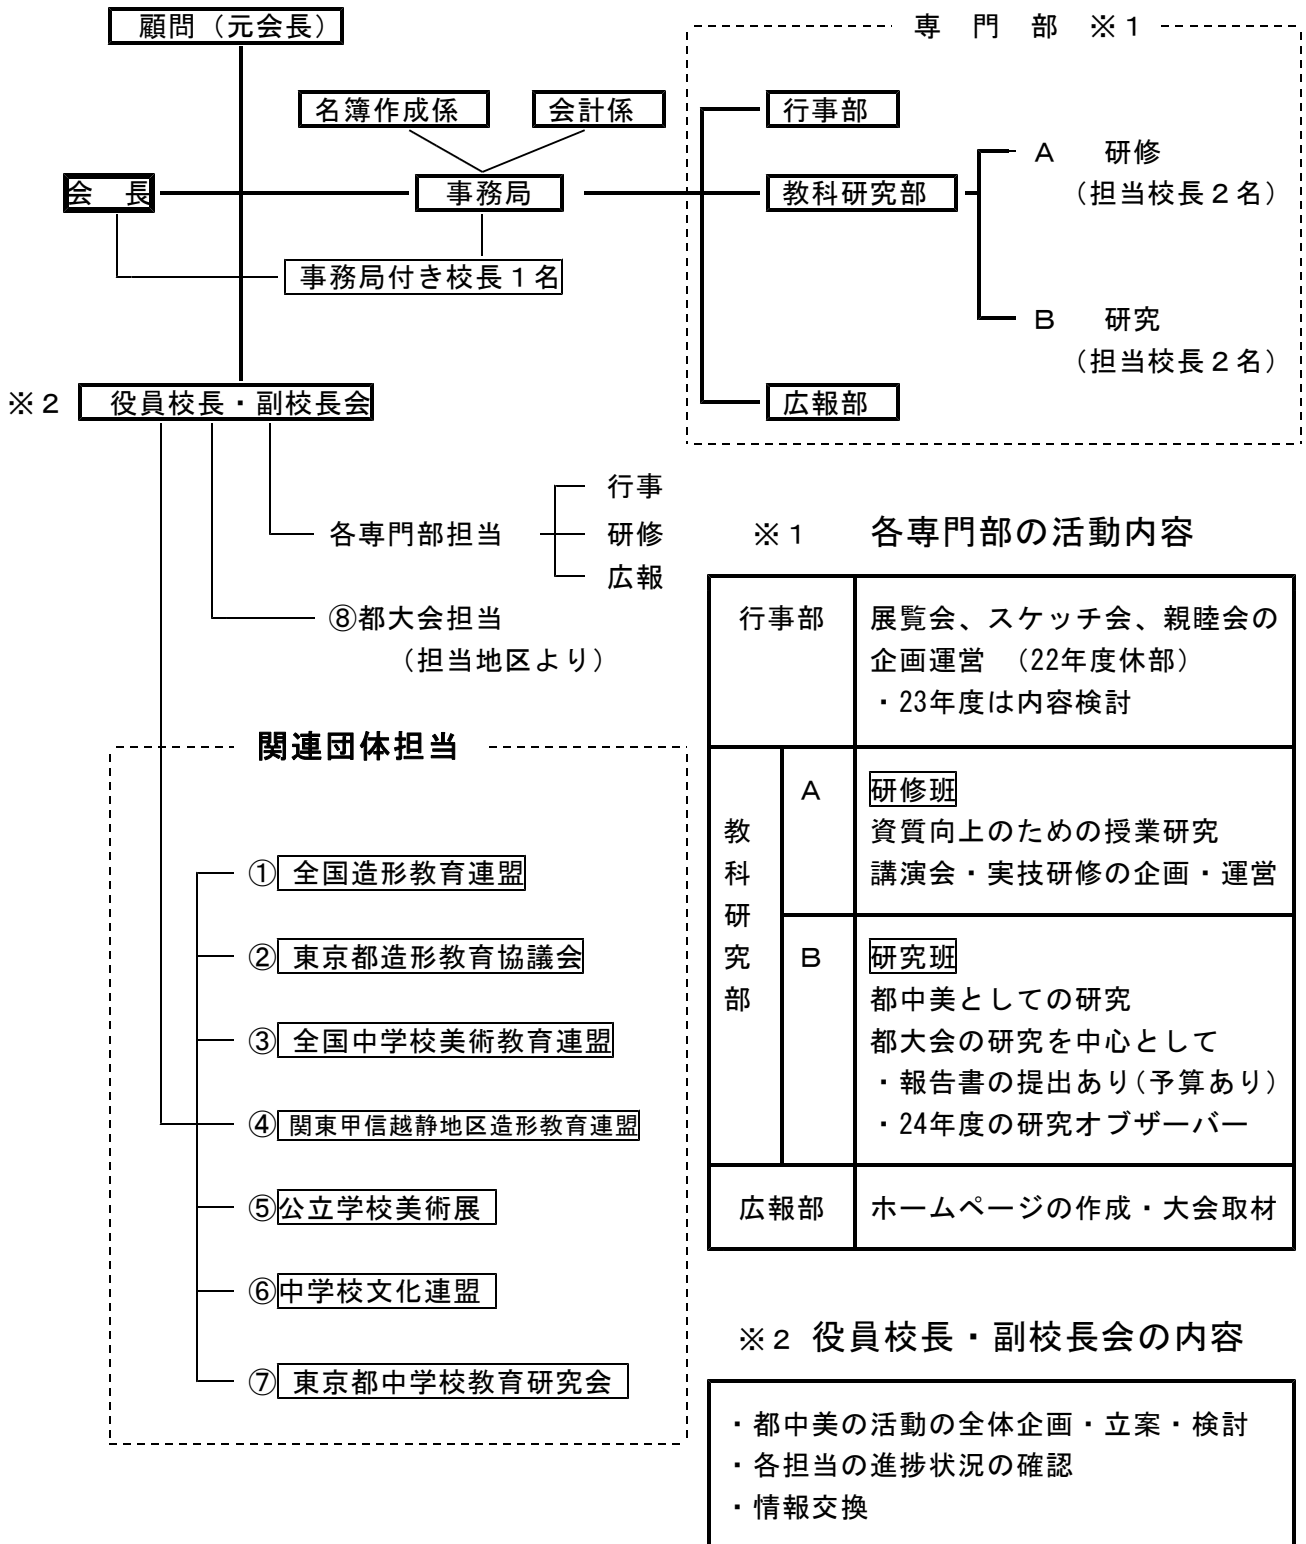 顧問（元会長）
専　門　部　※１
名簿作成係
会計係
行事部
A　研修
（担当校長２名）
会　長
事務局
教科研究部
事務局付き校長１名
B　研究
（担当校長２名）
※２　役員校長・副校長会
広報部
行事
各専門部担当
研修
広報
⑧都大会担当
（担当地区より）
関連団体担当
①全国造形教育連盟
②東京都造形教育協議会
③全国中学校美術教育連盟
④関東甲信越静地区造形教育連盟
⑤公立学校美術展
⑥中学校文化連盟
⑦東京都中学校教育研究会
※１　各専門部の活動内容
行事部
展覧会、スケッチ会、親睦会の
企画運営　（22年度休部）
・23年度は内容検討
教科研究部
A
研修班
資質向上のための授業研究
講演会・実技研修の企画・運営
B
研究班
都中美としての研究
都大会の研究を中心として
・報告書の提出あり(予算あり)
・24年度の研究オブザーバー
広報部
ホームページの作成・大会取材
※２ 役員校長・副校長会の内容
・都中美の活動の全体企画・立案・検討
・各担当の進捗状況の確認
・情報交換